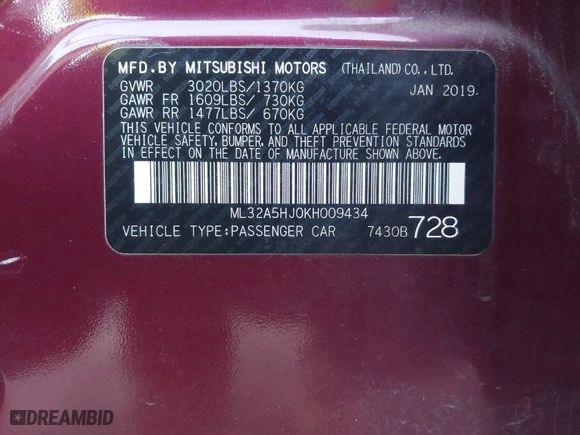 MFD.BY MITSUBISHI MOTORS (THAILAND) CO., LTD.
GVWR 3020LBS/1370KG JAN 2019
GAWR FR 1609LBS/ 730KG
GAWR RR 1477LBS/ 670KG
THIS VEHICLE CONFORMS TO ALL APPLICABLE FEDERAL MOTOR
VEHICLE SAFETY, BUMPER, AND THEFT PREVENTION STANDARDS
IN EFFECT ON THE DATE OF MANUFACTURE SHOWN ABOVE.
ML32A5HJ0KH009434
VEHICLE TYPE:PASSENGER CAR 7430B 728
DREAMBID